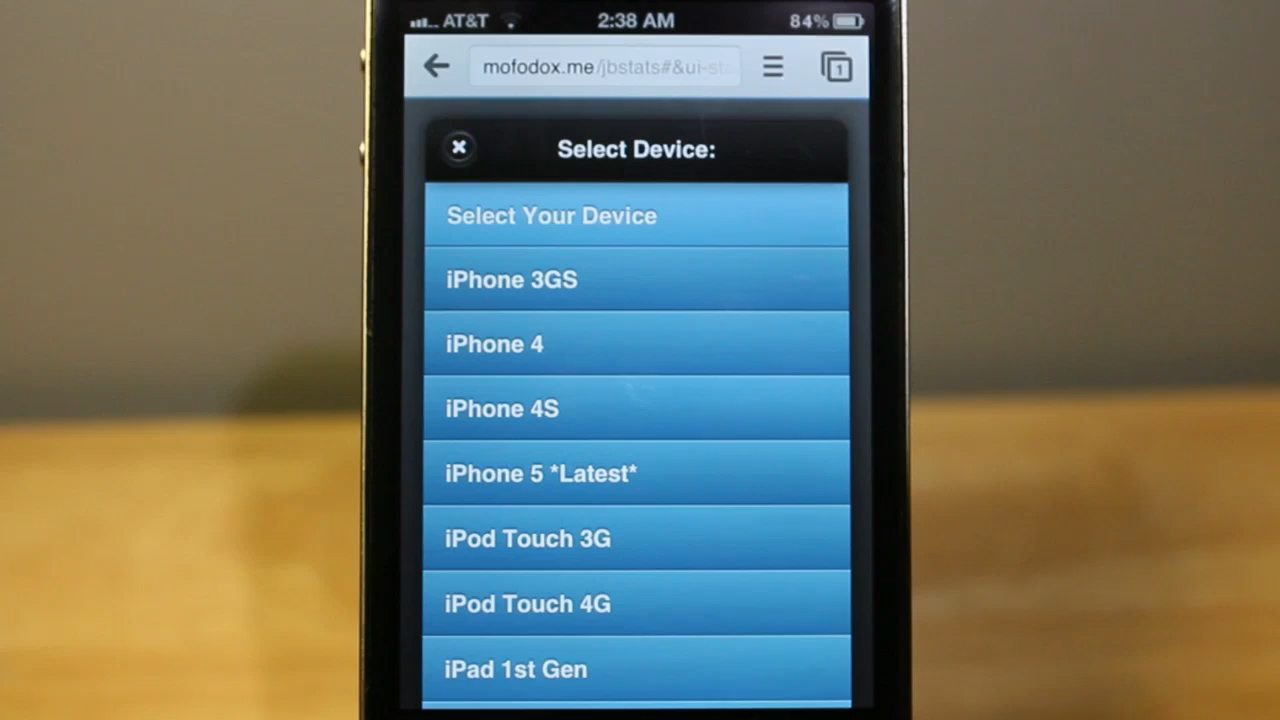 AT&T 2:38 AM 84%
mofodox.me/jbstats#&ui-st
1
Select Device:
Select Your Device
iPhone 3GS
iPhone 4
iPhone 4S
iPhone 5 *Latest*
iPod Touch 3G
iPod Touch 4G
iPad 1st Gen